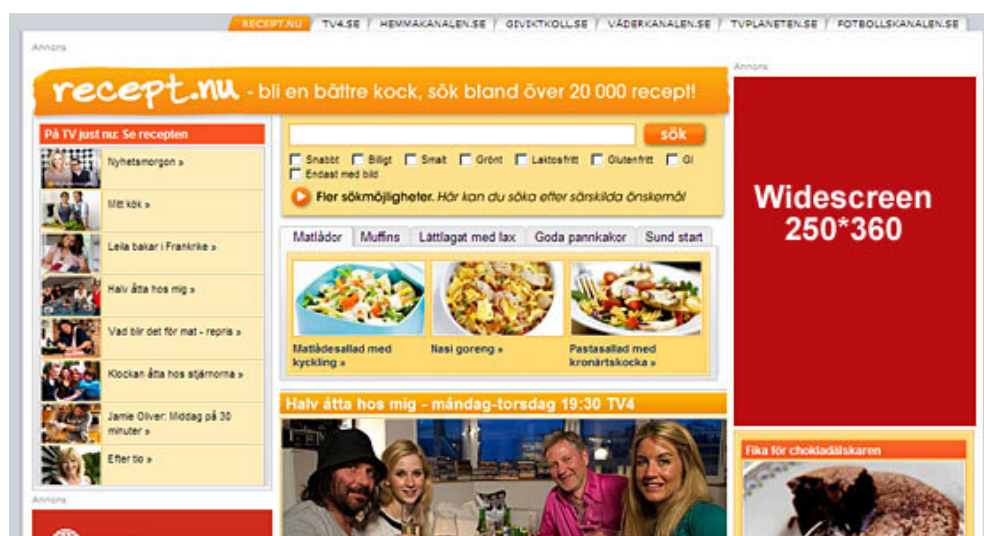 RECEPT.NU
TV4.SE
HEMMAKANALEN.SE
GIVIKTKOLL.SE
VÄDERKANALEN.SE
TVPLANETEN.SE
FOTBOLLSKANALEN.SE
Annons
Annons
recept.nu - bli en bättre kock, sök bland över 20 000 recept!
På TV just nu: Se recepten
Nyhetsmorgon »
Mitt kök »
Leila bakar i Frankrike »
Halv åtta hos mig »
Vad blir det för mat - repris »
Klockan åtta hos stjärnorna »
Jamie Oliver: Middag på 30
minuter »
Efter tio »
Annons
sök
Snabbt
Billigt
Smalt
Grönt
Laktosfritt
Glutenfritt
GI
Endast med bild
Fler sökmöjligheter. Här kan du söka efter särskilda önskemål
Matlådor
Muffins
Lättlagat med lax
Goda pannkakor
Sund start
Matlådesallad med
kyckling »
Nasi goreng »
Pastasallad med
kronärtskocka »
Halv åtta hos mig - måndag-torsdag 19:30 TV4
Widescreen
250*360
Fika för chokladälskaren